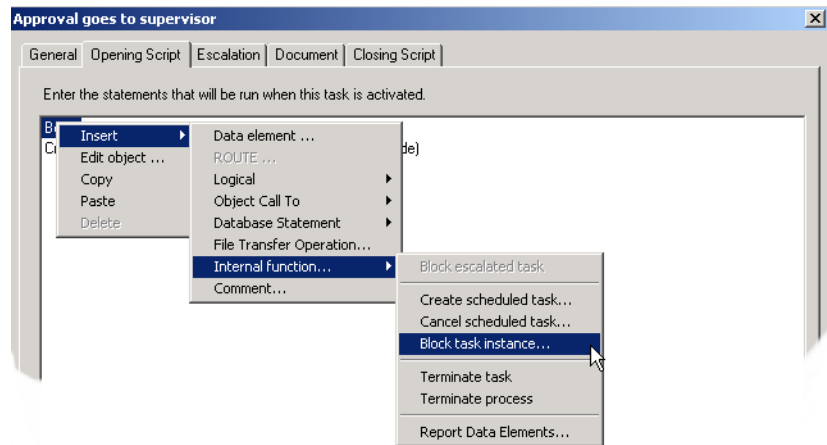 Approval goes to supervisor
General Opening Script Escalation Document Closing Script
Enter the statements that will be run when this task is activated.
Insert
Edit object ...
Copy
Paste
Delete
Data element ...
ROUTE ...
Logical
Object Call To
Database Statement
File Transfer Operation...
Internal function...
Comment...
Block escalated task
Create scheduled task...
Cancel scheduled task...
Block task instance...
Terminate task
Terminate process
Report Data Elements...